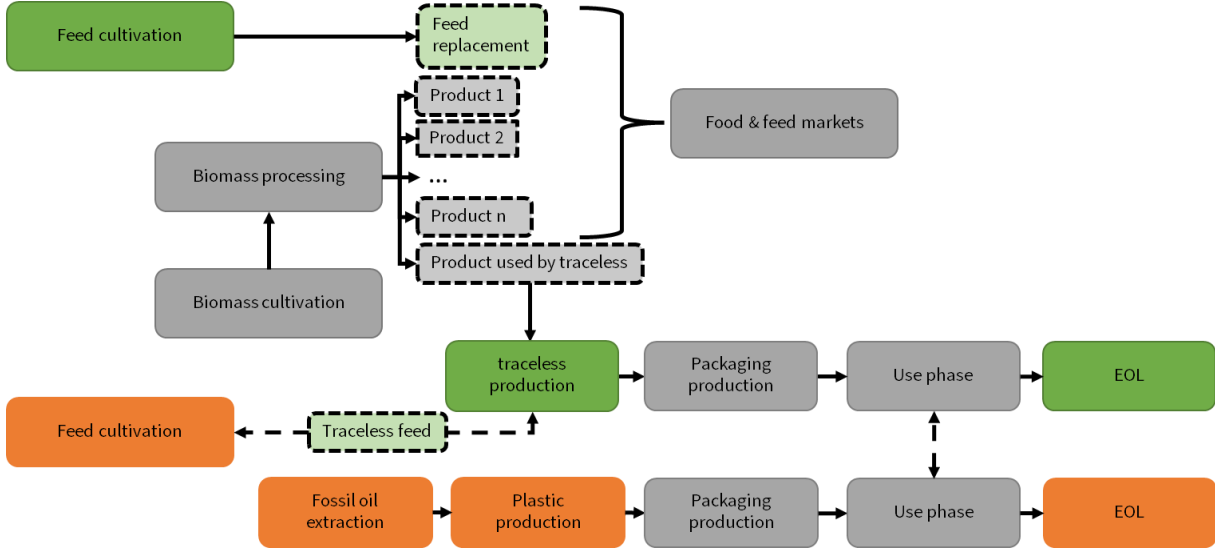 Feed cultivation
Feed
replacement
Product 1
Food & feed markets
Product 2
Biomass processing
...
Product n
Product used by traceless
Biomass cultivation
traceless
production
Packaging
production
Use phase
EOL
Feed cultivation
Traceless feed
Fossil oil
extraction
Plastic
production
Packaging
production
Use phase
EOL